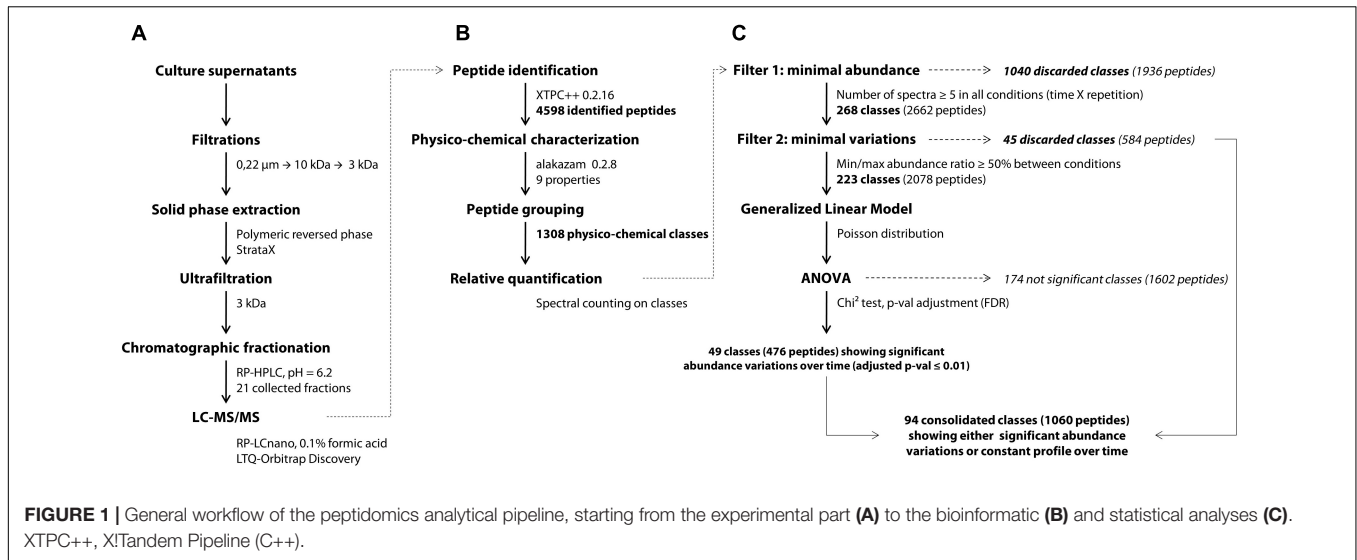 A
Culture supernatants
Filtrations
0,22 µm → 10 kDa → 3 kDa
Solid phase extraction
Polymeric reversed phase
StrataX
Ultrafiltration
3 kDa
Chromatographic fractionation
RP-HPLC, pH = 6.2
21 collected fractions
LC-MS/MS
RP-LCnano, 0.1% formic acid
LTQ-Orbitrap Discovery
B
Peptide identification
XTPC++ 0.2.16
4598 identified peptides
Physico-chemical characterization
alakazam 0.2.8
9 properties
Peptide grouping
1308 physico-chemical classes
Relative quantification
Spectral counting on classes
C
Filter 1: minimal abundance
1040 discarded classes (1936 peptides)
Number of spectra ≥ 5 in all conditions (time X repetition)
268 classes (2662 peptides)
Filter 2: minimal variations
45 discarded classes (584 peptides)
Min/max abundance ratio ≥ 50% between conditions
223 classes (2078 peptides)
Generalized Linear Model
Poisson distribution
ANOVA
174 not significant classes (1602 peptides)
Chi² test, p-val adjustment (FDR)
49 classes (476 peptides) showing significant
abundance variations over time (adjusted p-val ≤ 0.01)
94 consolidated classes (1060 peptides)
showing either significant abundance
variations or constant profile over time
FIGURE 1 | General workflow of the peptidomics analytical pipeline, starting from the experimental part (A) to the bioinformatic (B) and statistical analyses (C).
XTPC++, X!Tandem Pipeline (C++).